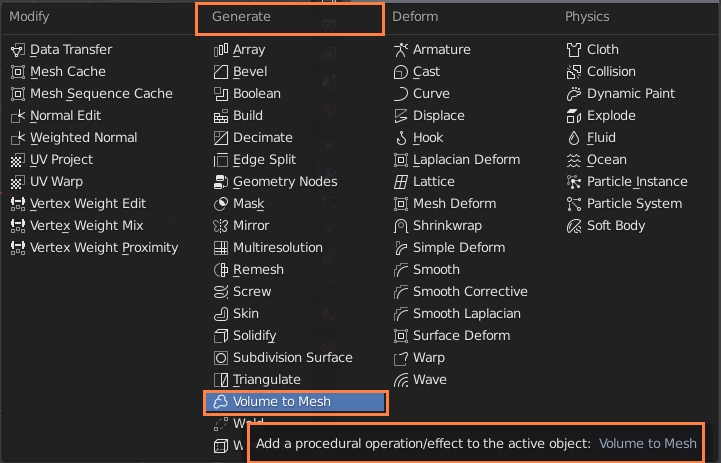 Modify
Data Transfer
Mesh Cache
Mesh Sequence Cache
Normal Edit
Weighted Normal
UV Project
UV Warp
Vertex Weight Edit
Vertex Weight Mix
Vertex Weight Proximity
Generate
Array
Bevel
Boolean
Build
Decimate
Edge Split
Geometry Nodes
Mask
Mirror
Multiresolution
Remesh
Screw
Skin
Solidify
Subdivision Surface
Triangulate
Volume to Mesh
Deform
Armature
Cast
Curve
Displace
Hook
Laplacian Deform
Lattice
Mesh Deform
Shrinkwrap
Simple Deform
Smooth
Smooth Corrective
Smooth Laplacian
Surface Deform
Warp
Wave
Physics
Cloth
Collision
Dynamic Paint
Explode
Fluid
Ocean
Particle Instance
Particle System
Soft Body
Add a procedural operation/effect to the active object: Volume to Mesh